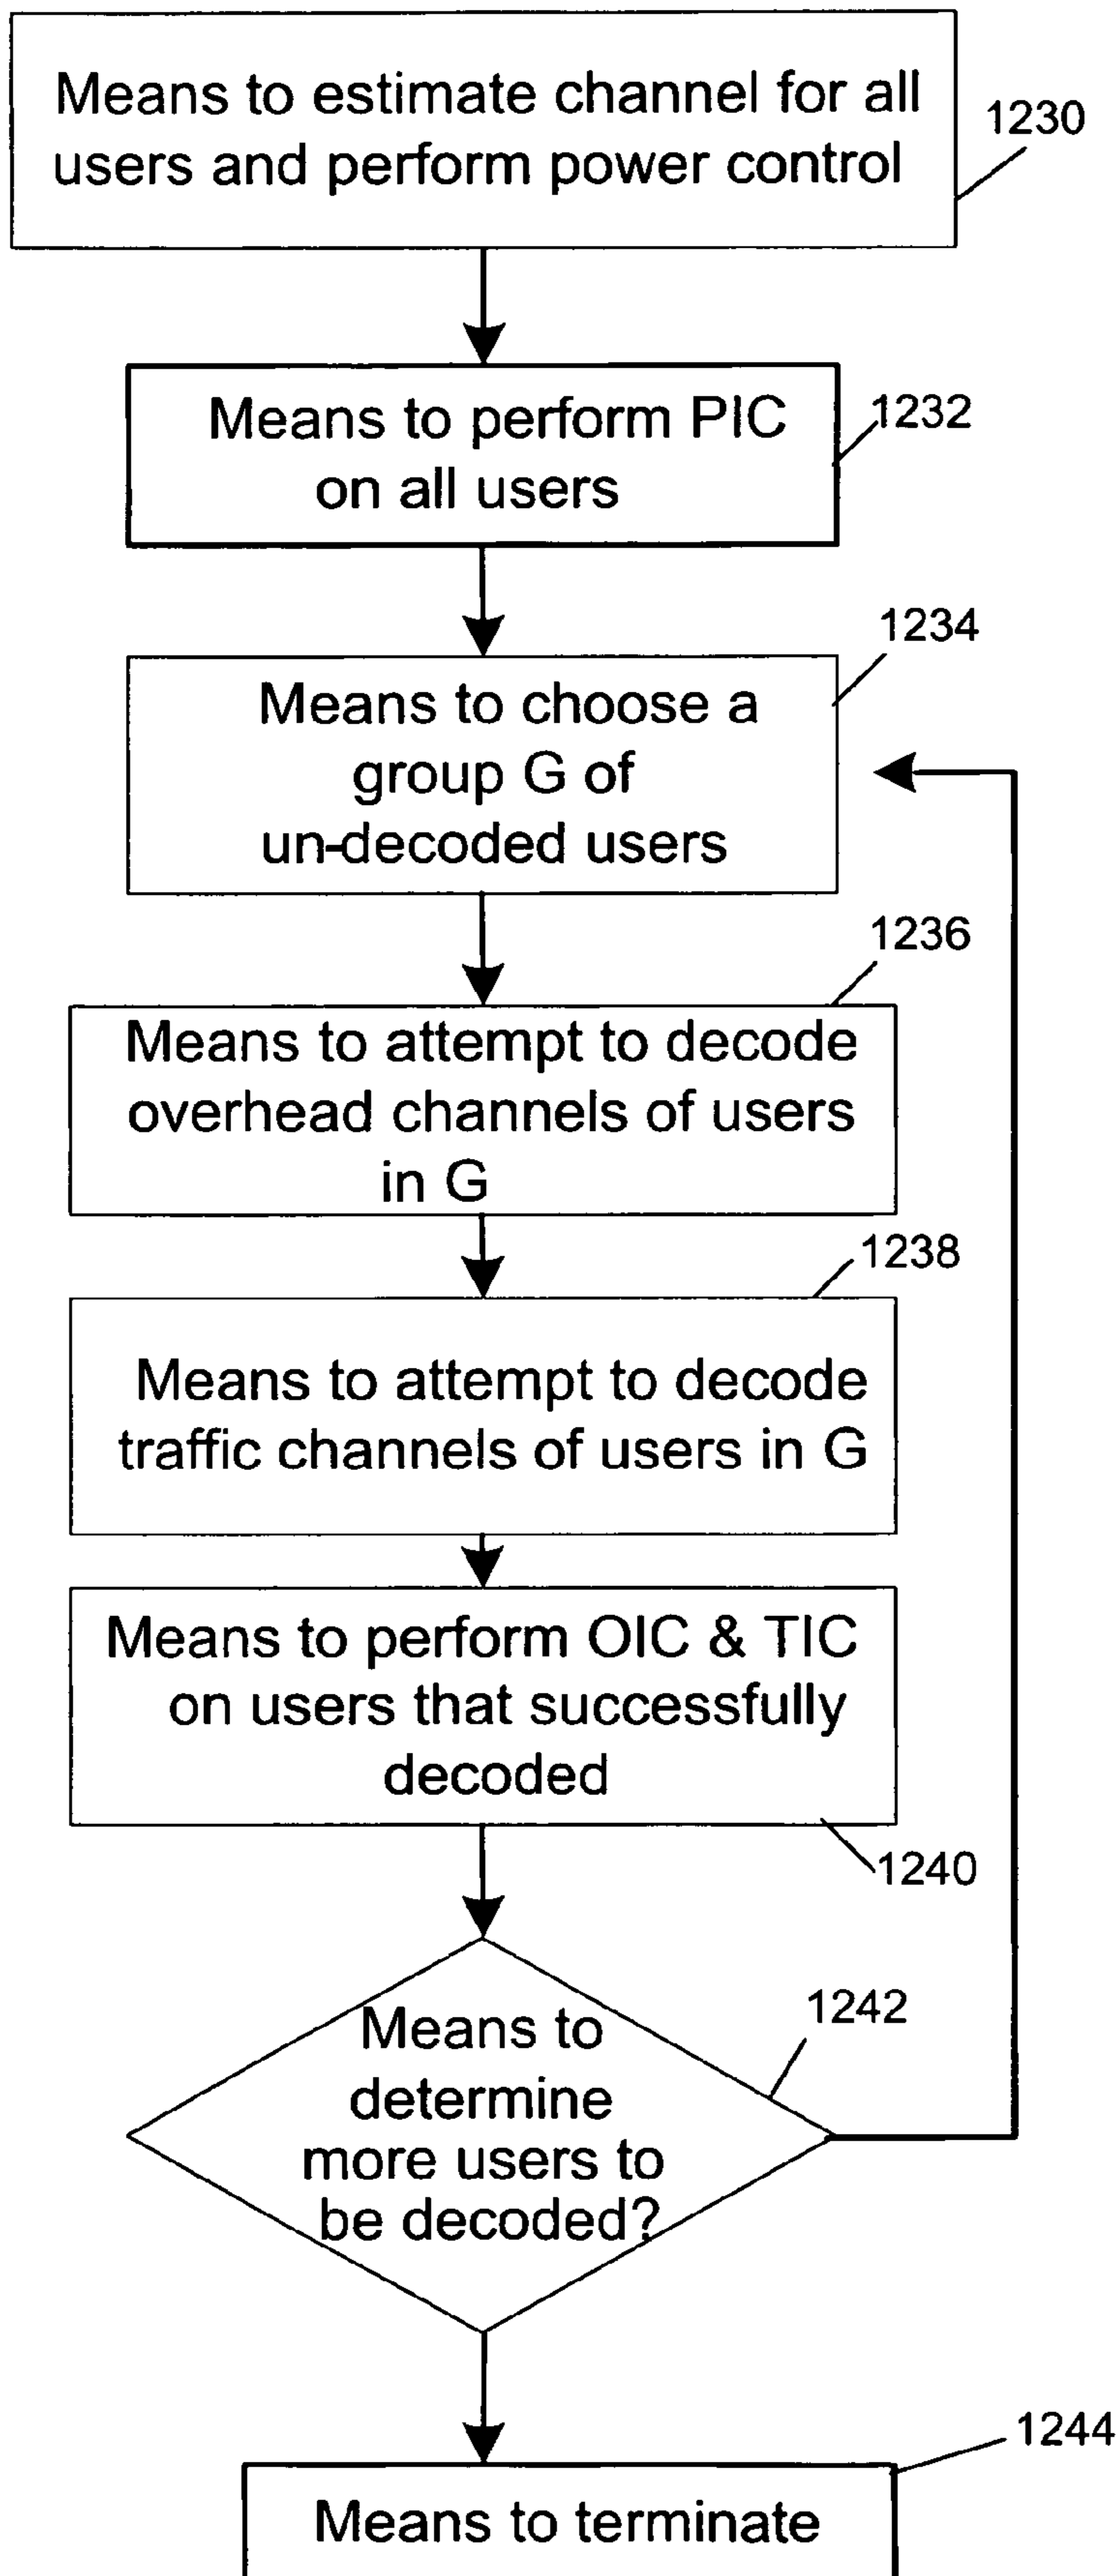 Means to estimate channel for all
users and perform power control
1230
Means to perform PIC
on all users
1232
1234
Means to choose a
group G of
un-decoded users
1236
Means to attempt to decode
overhead channels of users
in G
1238
Means to attempt to decode
traffic channels of users in G
Means to perform OIC & TIC
on users that successfully
decoded
1240
1242
Means to
determine
more users to
be decoded?
1244
Means to terminate